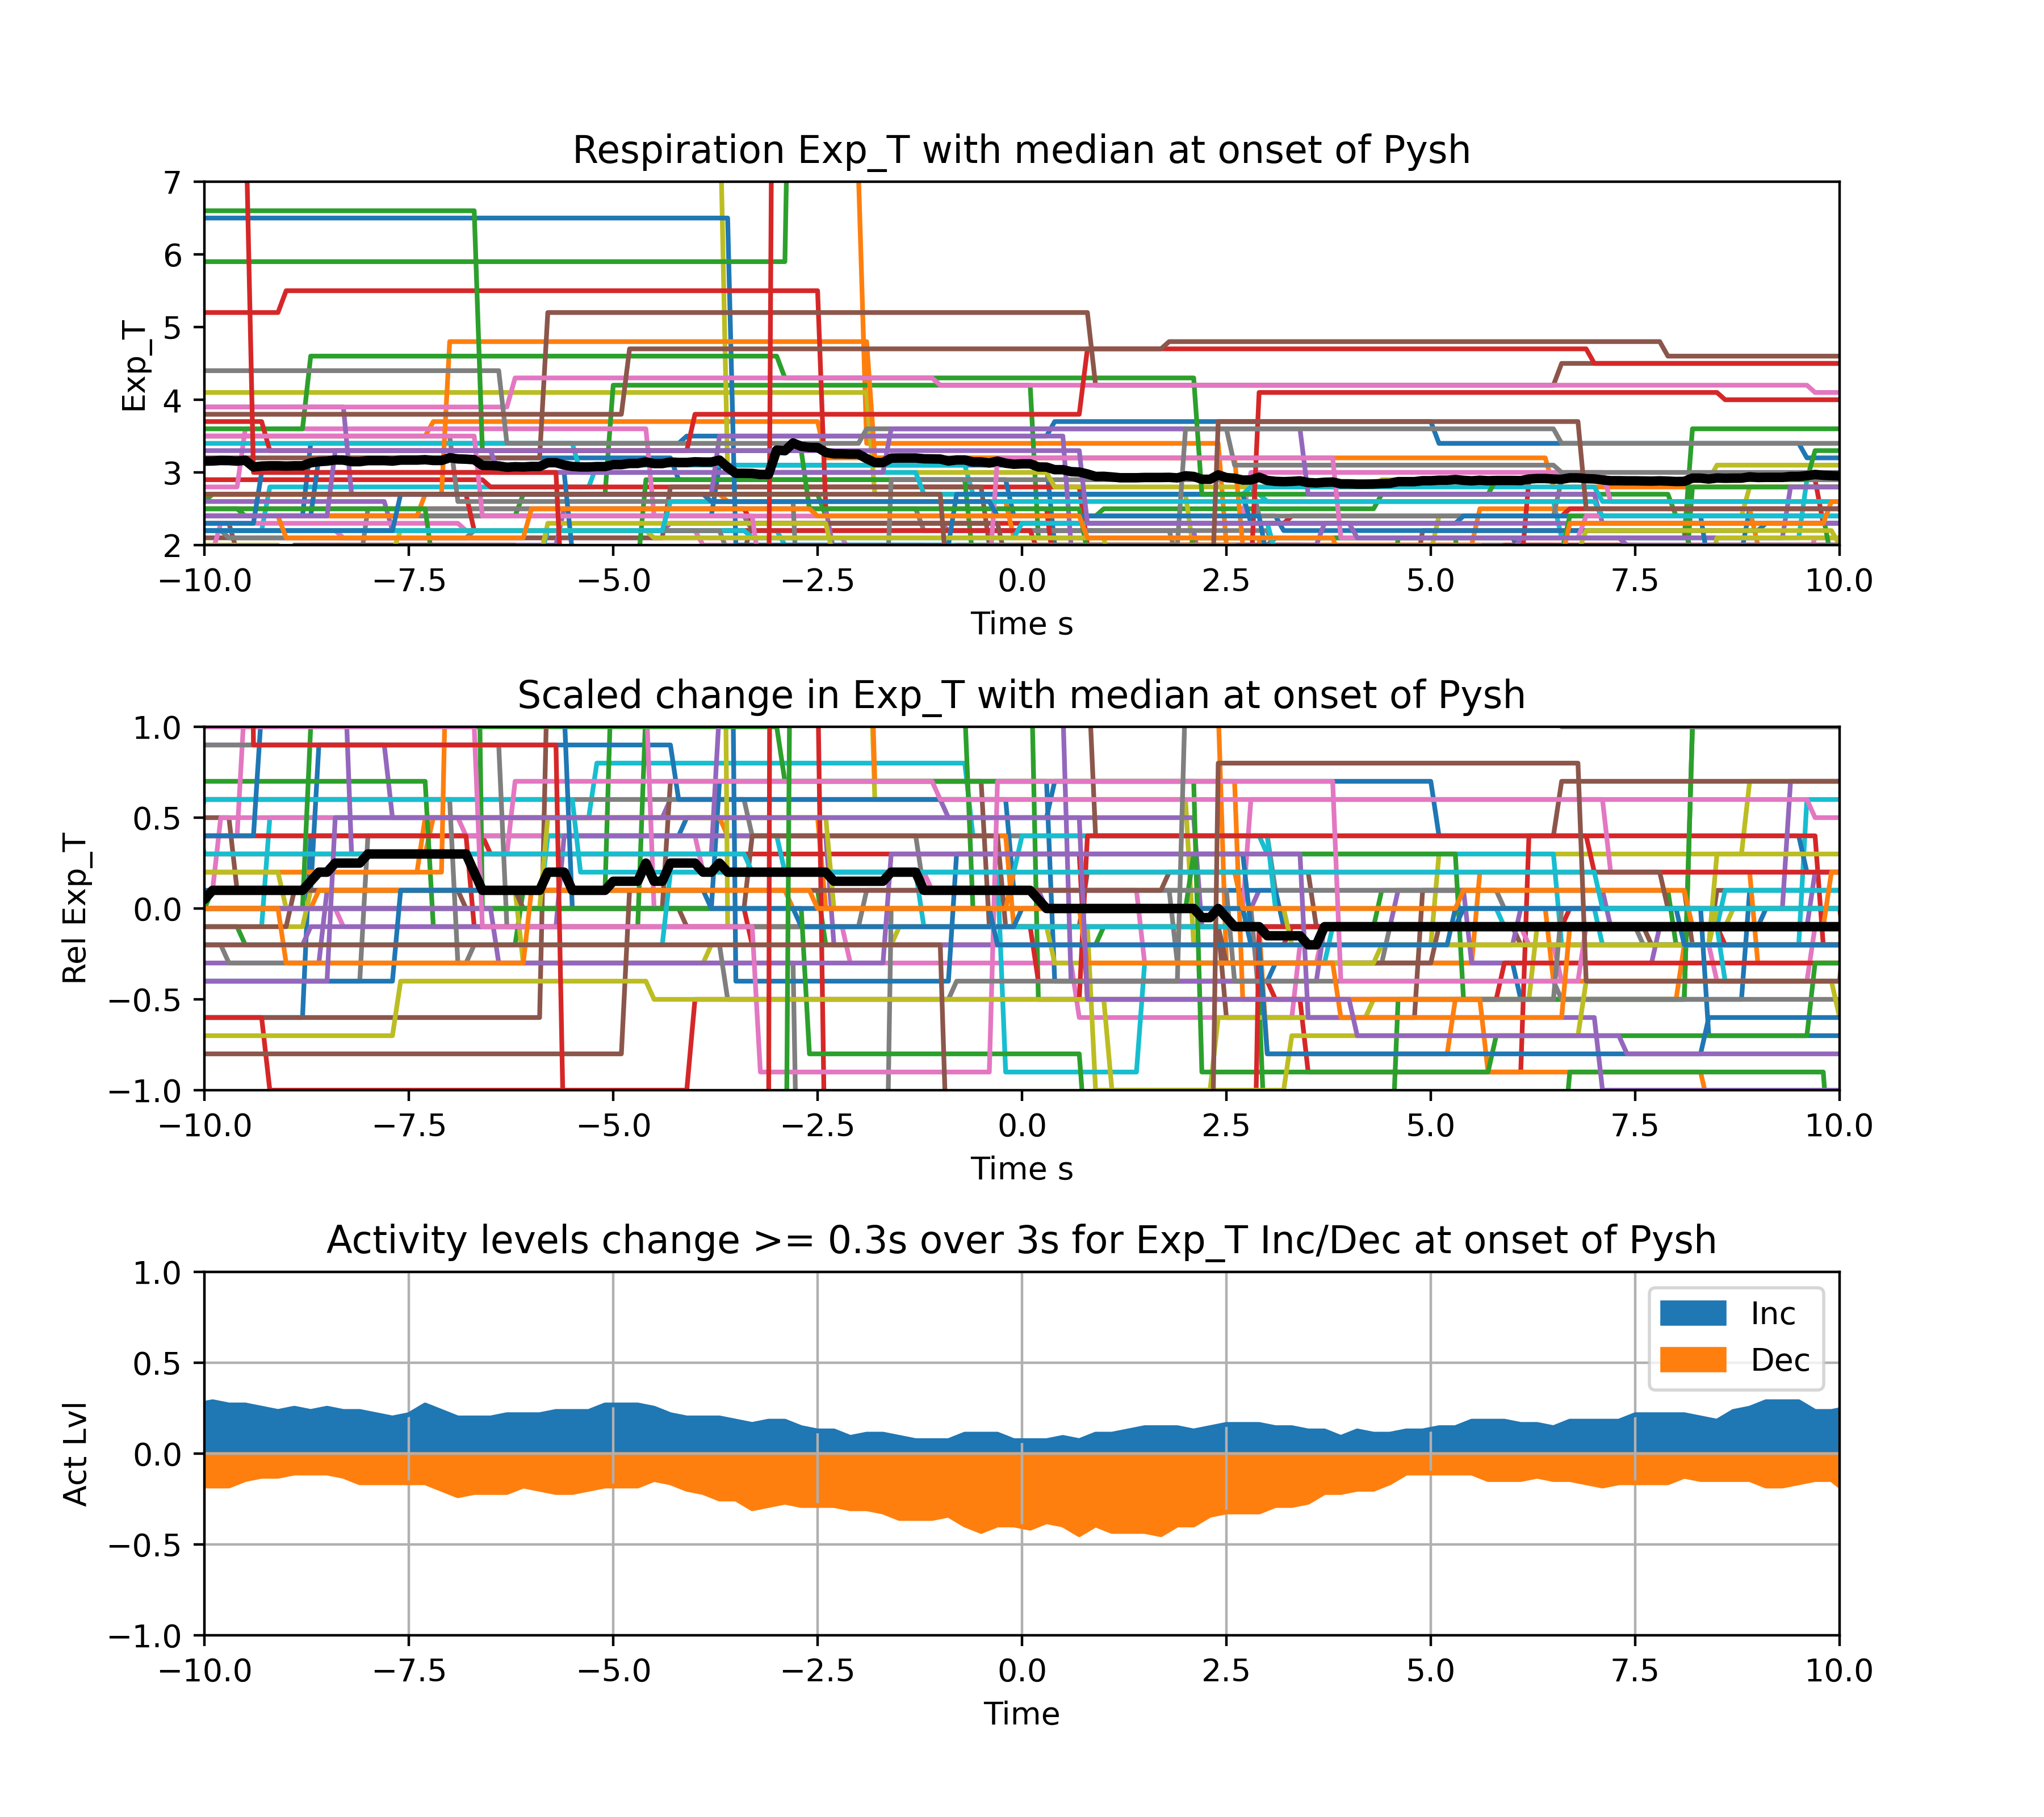 Respiration Exp_T with median at onset of Pysh
7
6
5
4
3
2
Exp_T
−10.0 −7.5 −5.0 −2.5 0.0 2.5 5.0 7.5 10.0
Time s
Scaled change in Exp_T with median at onset of Pysh
1.0
0.5
0.0
−0.5
−1.0
Rel Exp_T
−10.0 −7.5 −5.0 −2.5 0.0 2.5 5.0 7.5 10.0
Time s
Activity levels change >= 0.3s over 3s for Exp_T Inc/Dec at onset of Pysh
1.0
0.5
0.0
−0.5
−1.0
Act Lvl
Inc
Dec
−10.0 −7.5 −5.0 −2.5 0.0 2.5 5.0 7.5 10.0
Time